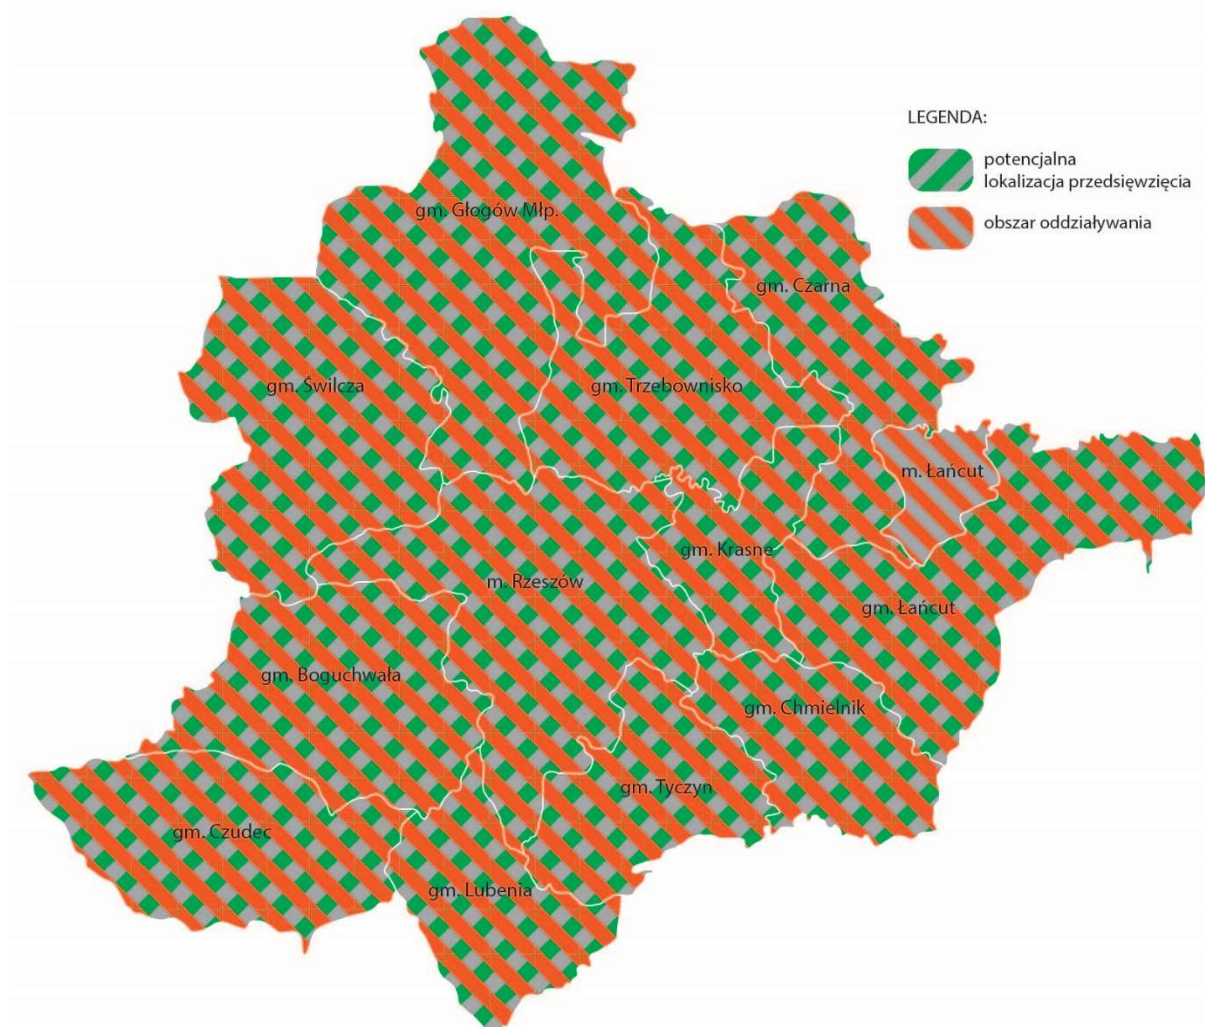 LEGENDA:
potencjalna
lokalizacja przedsięwzięcia
obszar oddziaływania
gm. Głogów Młp.
gm. Czarna
gm. Świlcza
gm. Trzebownisko
m. Łańcut
gm. Krasne
m. Rzeszów
gm. Łańcut
gm. Boguchwała
gm. Chmielnik
gm. Tyczyn
gm. Czudec
gm. Lubenia